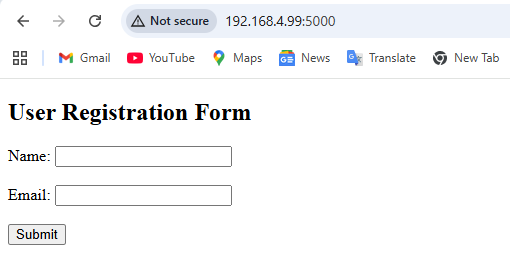 Not secure 192.168.4.99:5000
Gmail YouTube Maps News Translate New Tab
User Registration Form
Name:
Email:
Submit